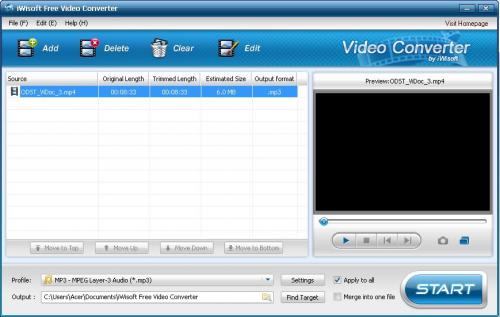 iWisoft Free Video Converter
File (F) Edit (E) Help (H) Visit Homepage
Add Delete Clear Edit
Video Converter
by iWisoft
Source Original Length Trimmed Length Estimated Size Output format
ODST_WDoc_3.mp4 00:08:33 00:08:33 6.0 MB .mp3
Preview:ODST_WDoc_3.mp4
Move to Top Move Up Move Down Move to Bottom
Profile: MP3 - MPEG Layer-3 Audio (*.mp3) Settings Apply to all
Output : C:\Users\Acer\Documents\iWisoft Free Video Converter Find Target Merge into one file
START